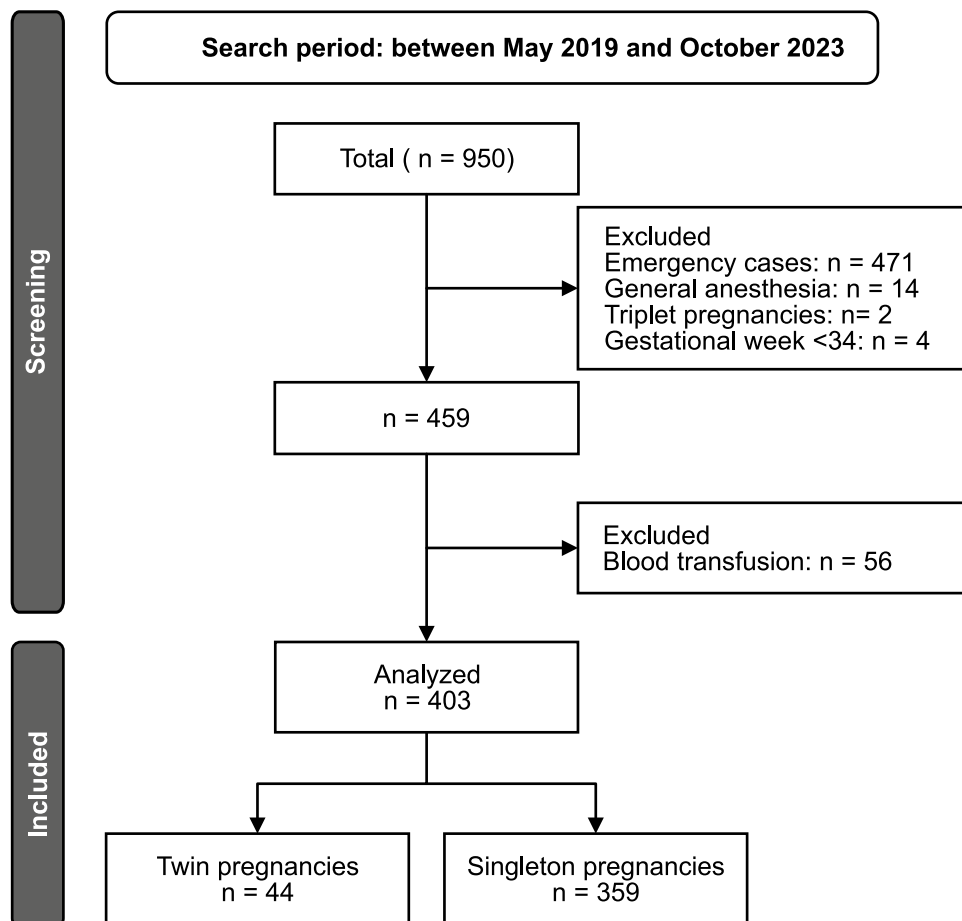 Search period: between May 2019 and October 2023
Screening
Total ( n = 950)
Excluded
Emergency cases: n = 471
General anesthesia: n = 14
Triplet pregnancies: n= 2
Gestational week <34: n = 4
n = 459
Excluded
Blood transfusion: n = 56
Included
Analyzed
n = 403
Twin pregnancies
n = 44
Singleton pregnancies
n = 359